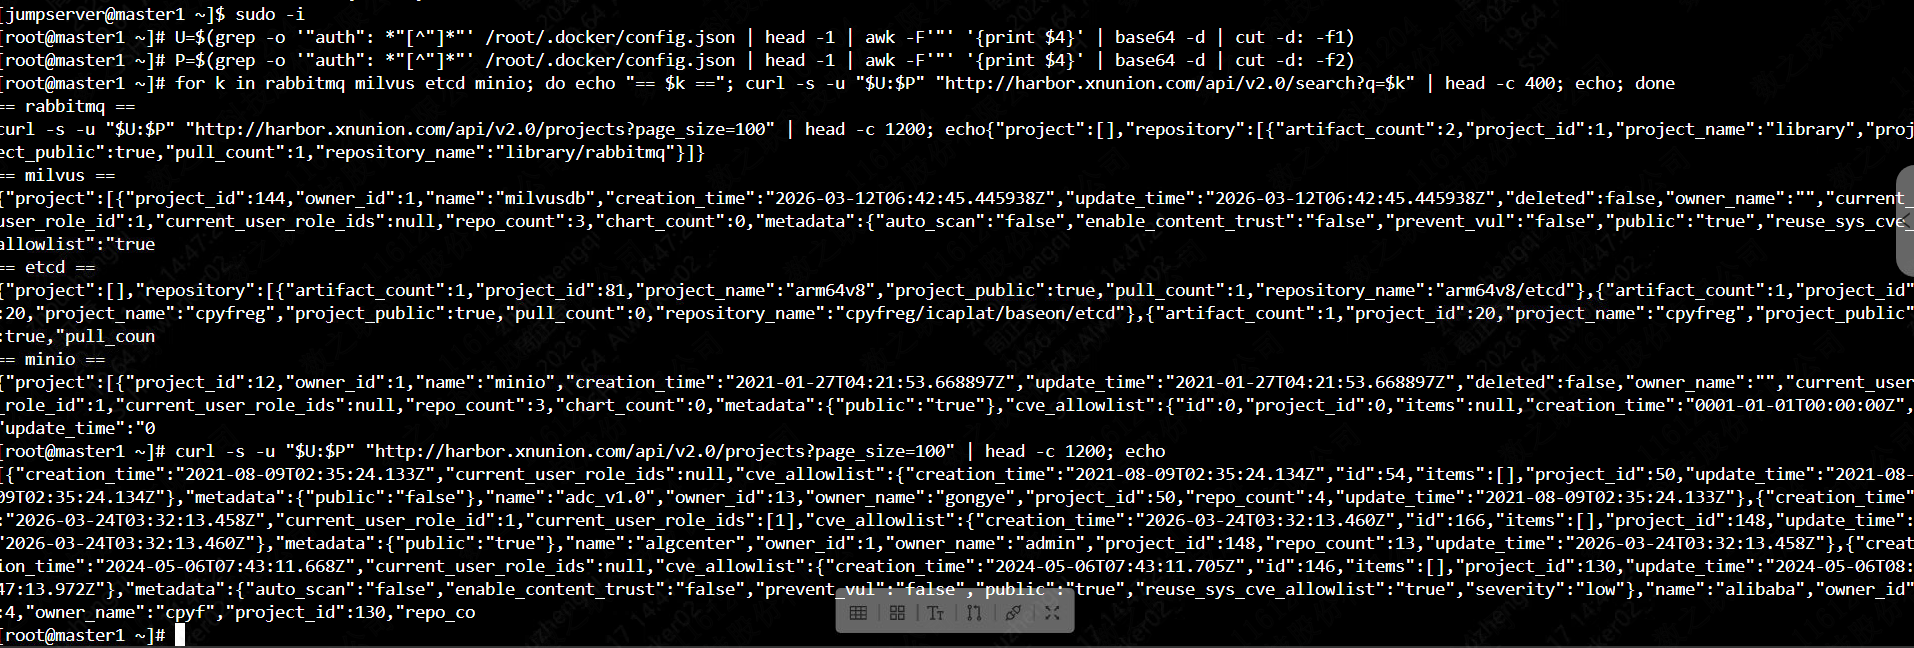 [jumpserver@master1 ~]$ sudo -i
[root@master1 ~]# U=$(grep -o '"auth": *"[^"]*"' /root/.docker/config.json | head -1 | awk -F'"' '{print $4}' | base64 -d | cut -d: -f1)
[root@master1 ~]# P=$(grep -o '"auth": *"[^"]*"' /root/.docker/config.json | head -1 | awk -F'"' '{print $4}' | base64 -d | cut -d: -f2)
[root@master1 ~]# for k in rabbitmq milvus etcd minio; do echo "== $k =="; curl -s -u "$U:$P" "http://harbor.xnunion.com/api/v2.0/search?q=$k" | head -c 400; echo; done
== rabbitmq ==
curl -s -u "$U:$P" "http://harbor.xnunion.com/api/v2.0/projects?page_size=100" | head -c 1200; echo{"project":[],"repository":[{"artifact_count":2,"project_id":1,"project_name":"library","proj
ect_public":true,"pull_count":1,"repository_name":"library/rabbitmq"}]}
== milvus ==
{"project":[{"project_id":144,"owner_id":1,"name":"milvusdb","creation_time":"2026-03-12T06:42:45.445938Z","update_time":"2026-03-12T06:42:45.445938Z","deleted":false,"owner_name":"","current_
user_role_id":1,"current_user_role_ids":null,"repo_count":3,"chart_count":0,"metadata":{"auto_scan":"false","enable_content_trust":"false","prevent_vul":"false","public":"true","reuse_sys_cve_
allowlist":"true
== etcd ==
{"project":[],"repository":[{"artifact_count":1,"project_id":81,"project_name":"arm64v8","project_public":true,"pull_count":1,"repository_name":"arm64v8/etcd"},{"artifact_count":1,"project_id"
:20,"project_name":"cpyfreg","project_public":true,"pull_count":0,"repository_name":"cpyfreg/icaplat/baseon/etcd"},{"artifact_count":1,"project_id":20,"project_name":"cpyfreg","project_public"
:true,"pull_coun
== minio ==
{"project":[{"project_id":12,"owner_id":1,"name":"minio","creation_time":"2021-01-27T04:21:53.668897Z","update_time":"2021-01-27T04:21:53.668897Z","deleted":false,"owner_name":"","current_user
_role_id":1,"current_user_role_ids":null,"repo_count":3,"chart_count":0,"metadata":{"public":"true"},"cve_allowlist":{"id":0,"project_id":0,"items":null,"creation_time":"0001-01-01T00:00:00Z",
"update_time":"0
[root@master1 ~]# curl -s -u "$U:$P" "http://harbor.xnunion.com/api/v2.0/projects?page_size=100" | head -c 1200; echo
[{"creation_time":"2021-08-09T02:35:24.133Z","current_user_role_ids":null,"cve_allowlist":{"creation_time":"2021-08-09T02:35:24.134Z","id":54,"items":[],"project_id":50,"update_time":"2021-08-
09T02:35:24.134Z"},"metadata":{"public":"false"},"name":"adc_v1.0","owner_id":13,"owner_name":"gongye","project_id":50,"repo_count":4,"update_time":"2021-08-09T02:35:24.133Z"},{"creation_time"
:"2026-03-24T03:32:13.458Z","current_user_role_id":1,"current_user_role_ids":[1],"cve_allowlist":{"creation_time":"2026-03-24T03:32:13.460Z","id":166,"items":[],"project_id":148,"update_time":
"2026-03-24T03:32:13.460Z"},"metadata":{"public":"true"},"name":"algcenter","owner_id":1,"owner_name":"admin","project_id":148,"repo_count":13,"update_time":"2026-03-24T03:32:13.458Z"},{"creat
ion_time":"2024-05-06T07:43:11.668Z","current_user_role_ids":null,"cve_allowlist":{"creation_time":"2024-05-06T07:43:11.705Z","id":146,"items":[],"project_id":130,"update_time":"2024-05-06T08:
47:13.972Z"},"metadata":{"auto_scan":"false","enable_content_trust":"false","prevent_vul":"false","public":"true","reuse_sys_cve_allowlist":"true","severity":"low"},"name":"alibaba","owner_id"
:4,"owner_name":"cpyf","project_id":130,"repo_co
[root@master1 ~]#